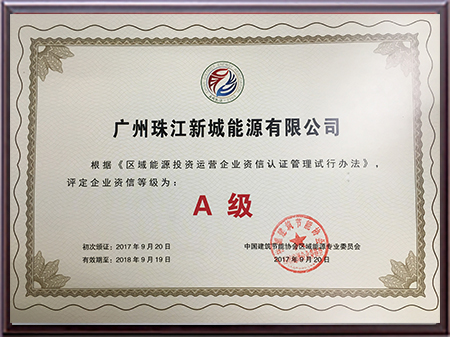 广州珠江新城能源有限公司
根据《区域能源投资运营企业资信认证管理试行办法》，
评定企业资信等级为：
A 级
初次颁证：2017 年 9 月 20 日
有效期至：2018 年 9 月 19 日
中国建筑节能协会区域能源专业委员会
2017 年 9 月 20 日